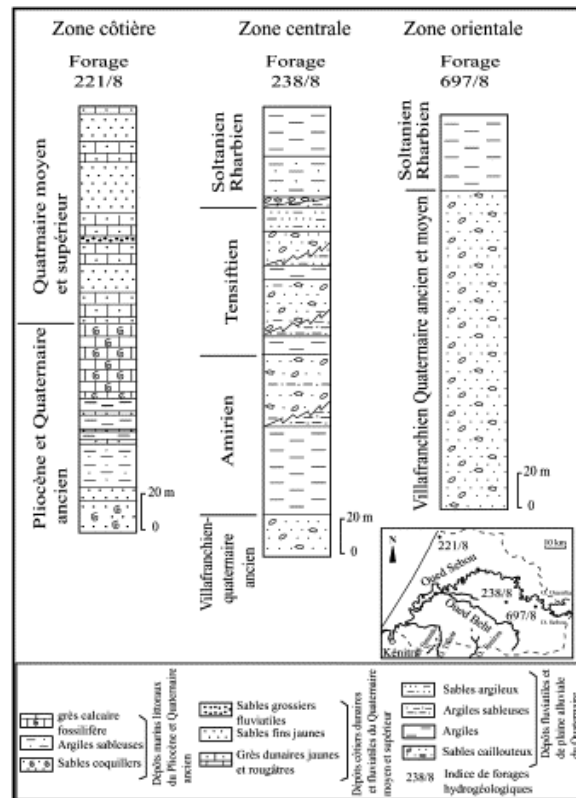 Zone côtière
Zone centrale
Zone orientale
Forage
221/8
Forage
238/8
Forage
697/8
Quatrnaire moyen
et supérieur
Pliocène et Quaternaire
ancien
20 m
0
Soltanien
Rharbien
Tensiftien
Amirien
Villafranchien-
quaternaire
ancien
20 m
0
Soltanien
Rharbien
Villafranchien Quaternaire ancien et moyen
20 m
0
N
221/8
10 km
Oued Sebou
238/8
697/8
Oued Beht
Kénitra
grès calcaire
fossilifère
Argiles sableuses
Sables coquillers
Dépôts marins littoraux
du Pliocène et Quaternaire
ancien
Sables grossiers
fluviatiles
Sables fins jaunes
Grès dunaires jaunes
et rougâtres
Dépôts côtiers dunaires
et fluviatiles du Quaternaire
moyen et supérieur
Sables argileux
Argiles sableuses
Argiles
Sables caillouteux
238/8
Indice de forages
hydrogéologiques
Dépôts fluviatiles et
de plaine alluviale
du Quaternaire